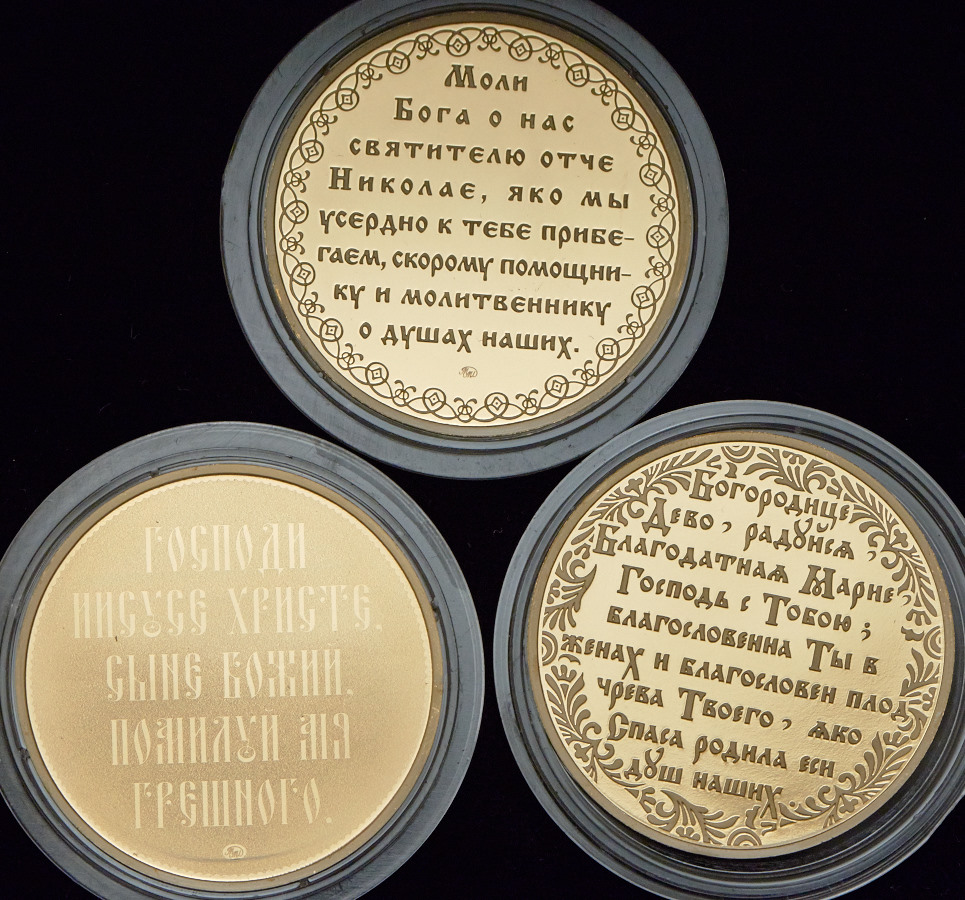 Моли
Бога о нас
святителю отче
Николае, яко мы
усердно к тебе прибе-
гаем, скорому помощни-
ку и молитвеннику
о душах наших.
ГОСПОДИ
ИИСУСЕ ХРИСТЕ,
СЫНЕ БОЖИЙ,
ПОМИЛУЙ МЯ
ГРЕШНОГО.
Богородице
Дево, радуйся,
Благодатная Марие,
Господь с Тобою;
благословенна Ты в
женах и благословен плод
чрева Твоего, яко
Спаса родила еси
душ наших